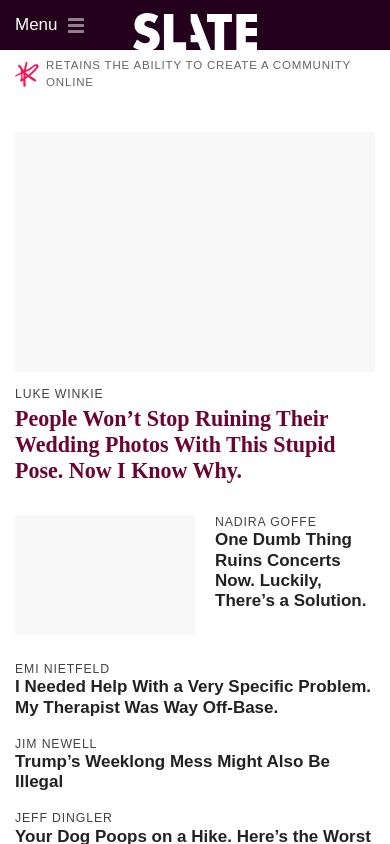 Menu
SLATE
RETAINS THE ABILITY TO CREATE A COMMUNITY
ONLINE
LUKE WINKIE
People Won’t Stop Ruining Their
Wedding Photos With This Stupid
Pose. Now I Know Why.
NADIRA GOFFE
One Dumb Thing
Ruins Concerts
Now. Luckily,
There’s a Solution.
EMI NIETFELD
I Needed Help With a Very Specific Problem.
My Therapist Was Way Off-Base.
JIM NEWELL
Trump’s Weeklong Mess Might Also Be
Illegal
JEFF DINGLER
Your Dog Poops on a Hike. Here’s the Worst